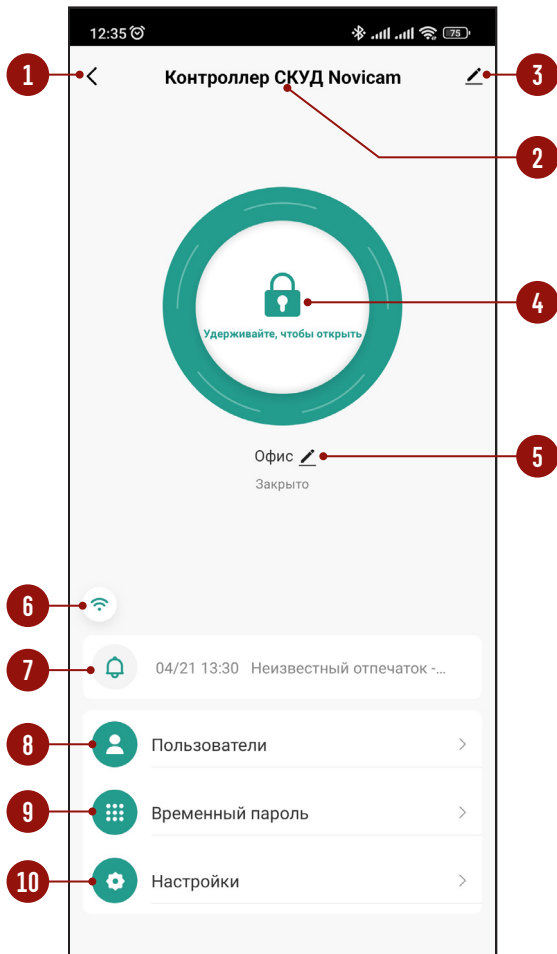 12:35
75
1
Контроллер СКУД Novicam
3
2
4
Удерживайте, чтобы открыть
Офис
5
Закрыто
6
7
04/21 13:30 Неизвестный отпечаток -...
8
Пользователи
9
Временный пароль
10
Настройки